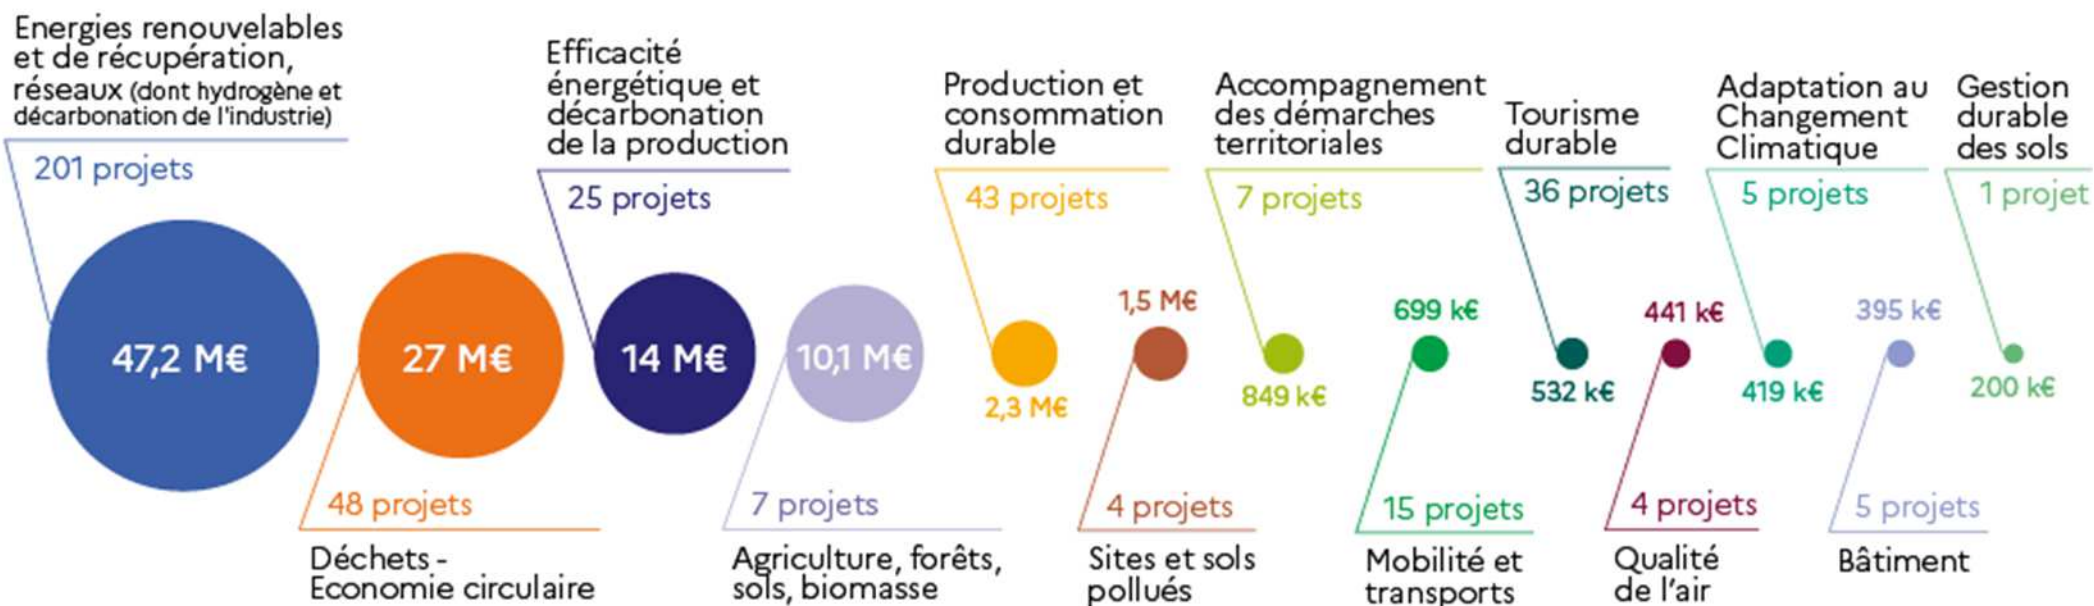 Energies renouvelables
et de récupération,
réseaux (dont hydrogène et
décarbonation de l'industrie)
201 projets
47,2 M€
27 M€
48 projets
Déchets -
Economie circulaire
Efficacité
énergétique et
décarbonation
de la production
25 projets
14 M€
10,1 M€
7 projets
Agriculture, forêts,
sols, biomasse
Production et
consommation
durable
43 projets
2,3 M€
1,5 M€
4 projets
Sites et sols
pollués
Accompagnement
des démarches
territoriales
7 projets
849 k€
699 k€
15 projets
Mobilité et
transports
Tourisme
durable
36 projets
532 k€
441 k€
4 projets
Qualité
de l'air
Adaptation au
Changement
Climatique
5 projets
419 k€
395 k€
5 projets
Bâtiment
Gestion
durable
des sols
1 projet
200 k€